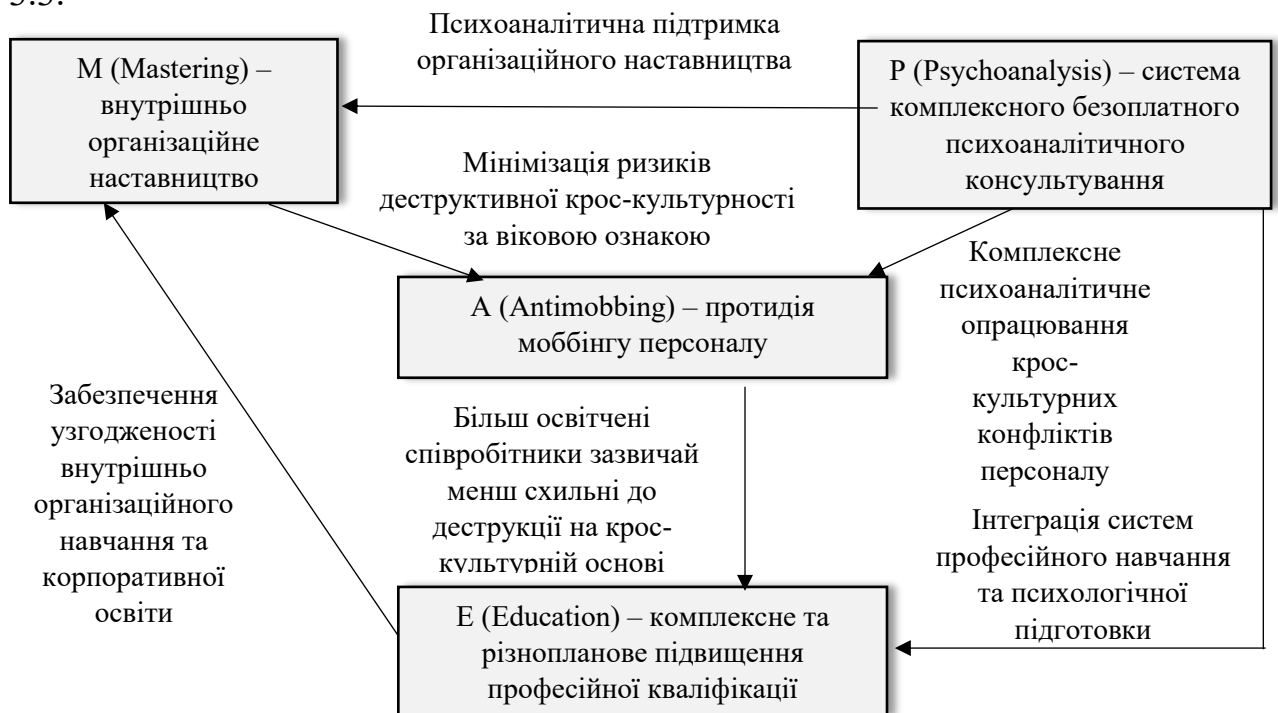 3.3.
Психоаналітична підтримка
організаційного наставництва
M (Mastering) –
внутрішньо
організаційне
наставництво
P (Psychoanalysis) – система
комплексного безоплатного
психоаналітичного
консультування
Мінімізація ризиків
деструктивної крос-культурності
за віковою ознакою
A (Antimobbing) – протидія
моббінгу персоналу
Комплексне
психоаналітичне
опрацювання
крос-
культурних
конфліктів
персоналу
Забезпечення
узгодженості
внутрішньо
організаційного
навчання та
корпоративної
освіти
Більш освітчені
співробітники зазвичай
менш схильні до
деструкції на крос-
культурній основі
Інтеграція систем
професійного навчання
та психологічної
підготовки
E (Education) – комплексне та
різнопланове підвищення
професійної кваліфікації